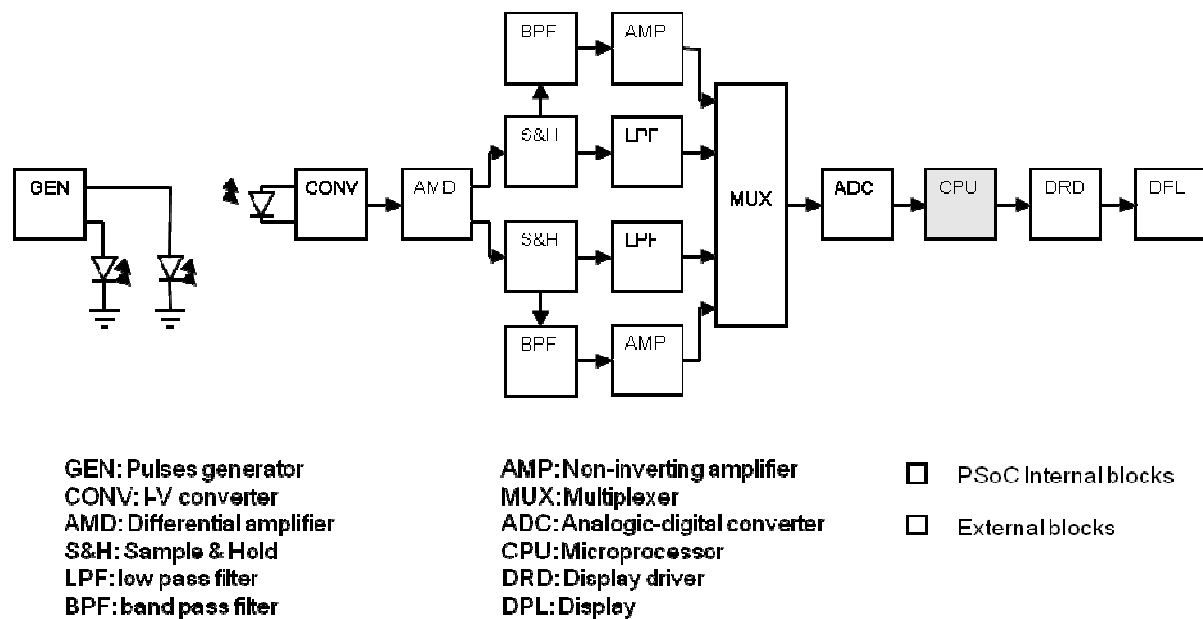 BPF AMP
S&H LPF
GEN CONV AMD MUX ADC CPU DRD DFL
S&H LPF
BPF AMP
GEN: Pulses generator
CONV: I-V converter
AMD: Differential amplifier
S&H: Sample & Hold
LPF: low pass filter
BPF: band pass filter
AMP: Non-inverting amplifier
MUX: Multiplexer
ADC: Analogic-digital converter
CPU: Microprocessor
DRD: Display driver
DPL: Display
PSoC Internal blocks
External blocks